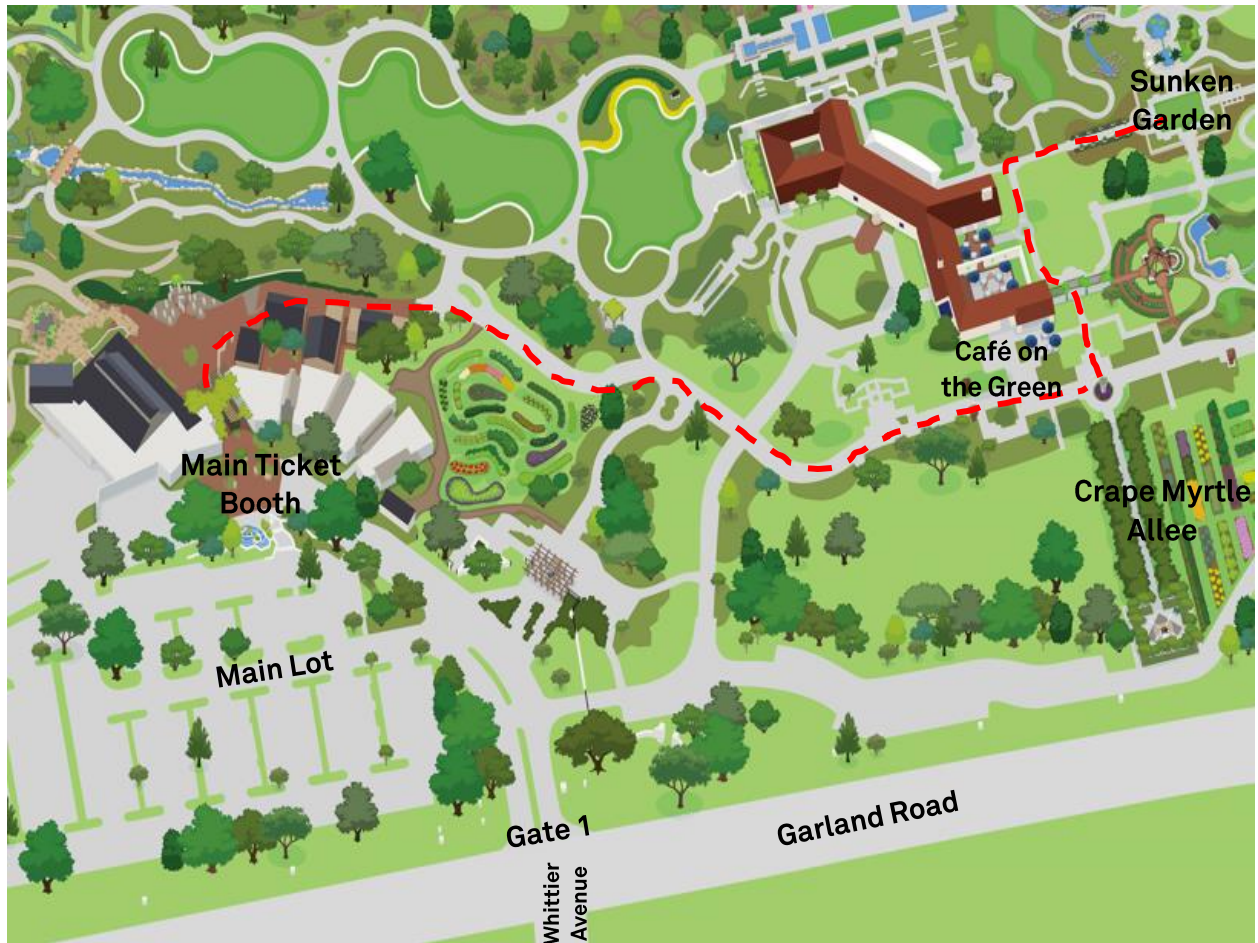 Sunken
Garden
Café on
the Green
Main Ticket
Booth
Crape Myrtle
Allee
Main Lot
Gate 1
Garland Road
Whittier
Avenue